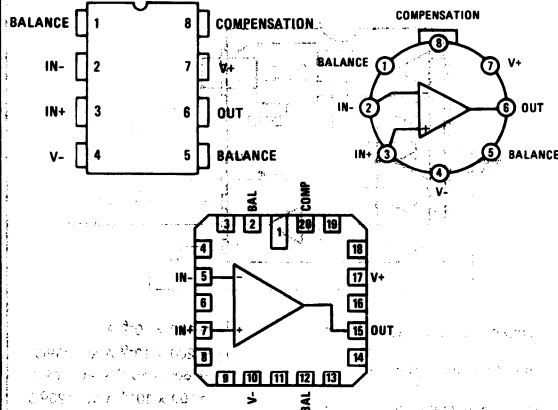 BALANCE 1 8 COMPENSATION
IN- 2 7 V+
IN+ 3 6 OUT
V- 4 5 BALANCE
COMPENSATION
8
BALANCE 1 7 V+
IN- 2 - 6 OUT
IN+ 3 + 5 BALANCE
4
V-
BAL COMP
3 2 1 20 19
4 18
IN- 5 - 17 V+
6 16
IN+ 7 + 15 OUT
8 14
9 10 11 12 13
V- BAL